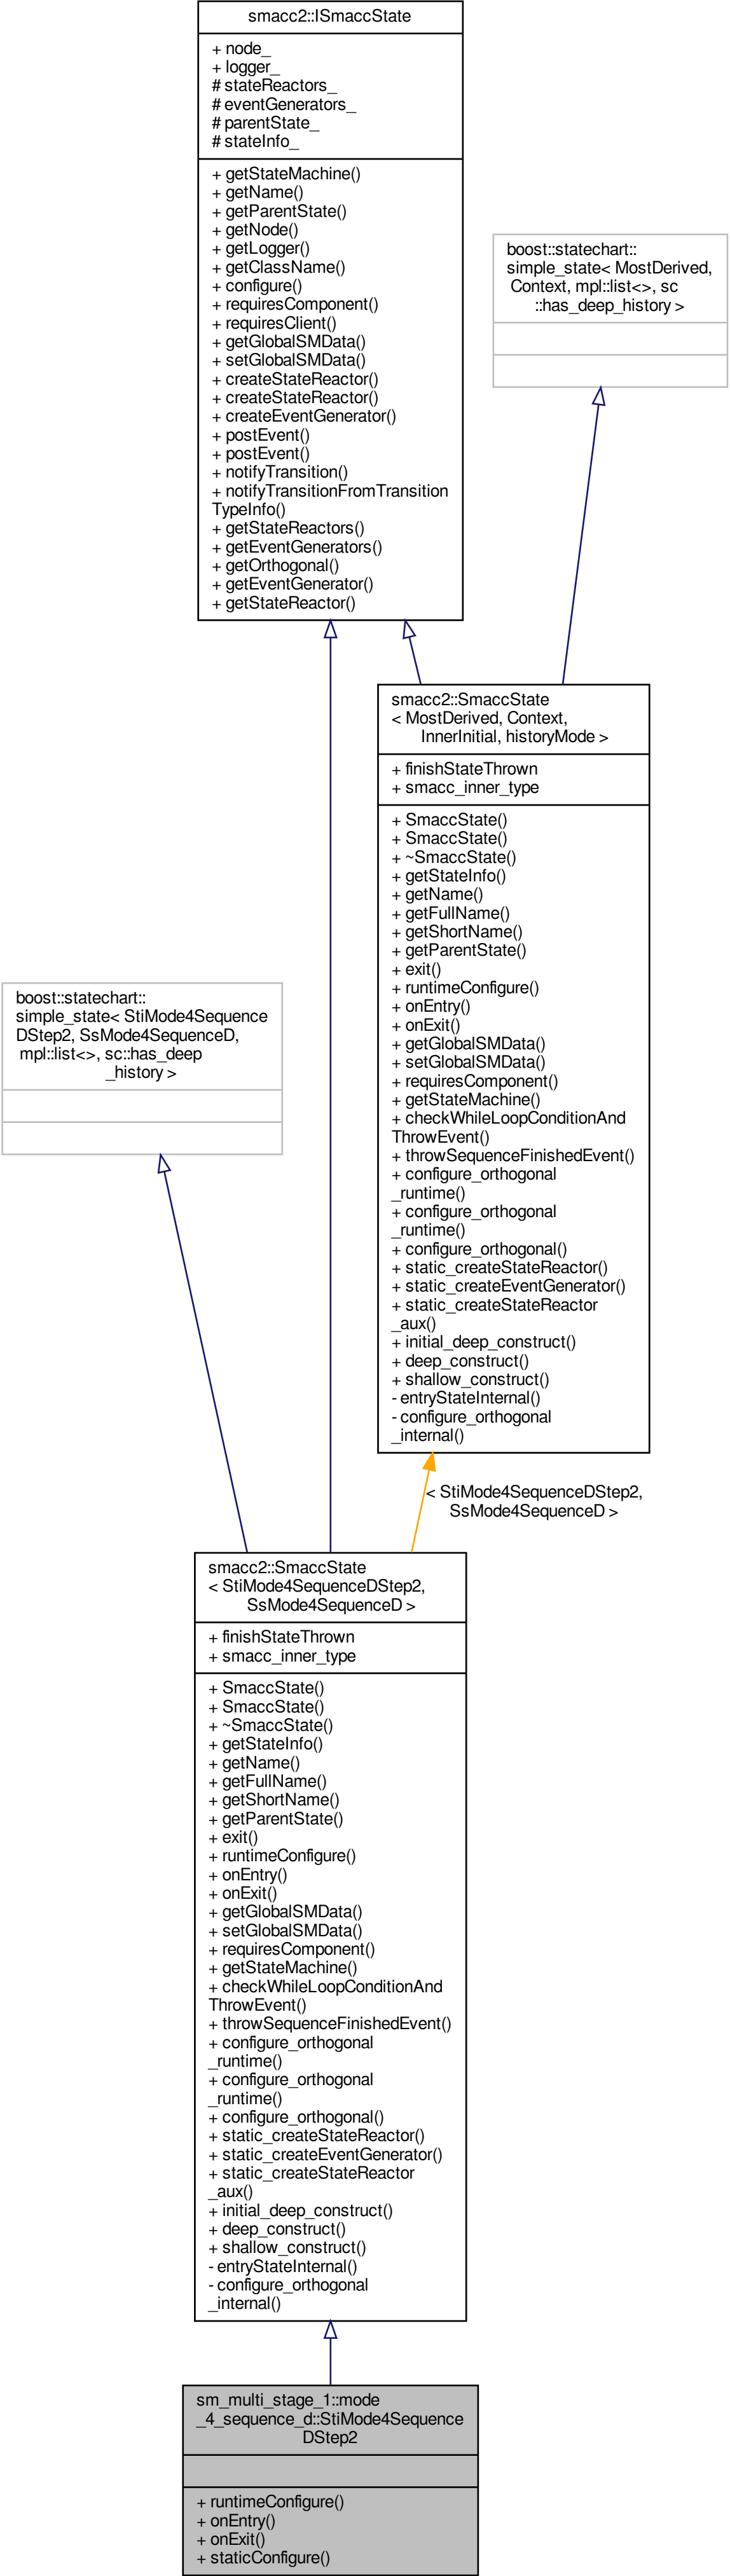 smacc2::ISmaccState
+ node_
+ logger_
# stateReactors_
# eventGenerators_
# parentState_
# stateInfo_
+ getStateMachine()
+ getName()
+ getParentState()
+ getNode()
+ getLogger()
+ getClassName()
+ configure()
+ requiresComponent()
+ requiresClient()
+ getGlobalSMData()
+ setGlobalSMData()
+ createStateReactor()
+ createStateReactor()
+ createEventGenerator()
+ postEvent()
+ postEvent()
+ notifyTransition()
+ notifyTransitionFromTransition
TypeInfo()
+ getStateReactors()
+ getEventGenerators()
+ getOrthogonal()
+ getEventGenerator()
+ getStateReactor()
boost::statechart::
simple_state< MostDerived,
Context, mpl::list<>, sc
::has_deep_history >
smacc2::SmaccState
< MostDerived, Context,
InnerInitial, historyMode >
+ finishStateThrown
+ smacc_inner_type
+ SmaccState()
+ SmaccState()
+ ~SmaccState()
+ getStateInfo()
+ getName()
+ getFullName()
+ getShortName()
+ getParentState()
+ exit()
+ runtimeConfigure()
+ onEntry()
+ onExit()
+ getGlobalSMData()
+ setGlobalSMData()
+ requiresComponent()
+ getStateMachine()
+ checkWhileLoopConditionAnd
ThrowEvent()
+ throwSequenceFinishedEvent()
+ configure_orthogonal
_runtime()
+ configure_orthogonal
_runtime()
+ configure_orthogonal()
+ static_createStateReactor()
+ static_createEventGenerator()
+ static_createStateReactor
_aux()
+ initial_deep_construct()
+ deep_construct()
+ shallow_construct()
- entryStateInternal()
- configure_orthogonal
_internal()
boost::statechart::
simple_state< StiMode4Sequence
DStep2, SsMode4SequenceD,
mpl::list<>, sc::has_deep
_history >
< StiMode4SequenceDStep2,
SsMode4SequenceD >
smacc2::SmaccState
< StiMode4SequenceDStep2,
SsMode4SequenceD >
+ finishStateThrown
+ smacc_inner_type
+ SmaccState()
+ SmaccState()
+ ~SmaccState()
+ getStateInfo()
+ getName()
+ getFullName()
+ getShortName()
+ getParentState()
+ exit()
+ runtimeConfigure()
+ onEntry()
+ onExit()
+ getGlobalSMData()
+ setGlobalSMData()
+ requiresComponent()
+ getStateMachine()
+ checkWhileLoopConditionAnd
ThrowEvent()
+ throwSequenceFinishedEvent()
+ configure_orthogonal
_runtime()
+ configure_orthogonal
_runtime()
+ configure_orthogonal()
+ static_createStateReactor()
+ static_createEventGenerator()
+ static_createStateReactor
_aux()
+ initial_deep_construct()
+ deep_construct()
+ shallow_construct()
- entryStateInternal()
- configure_orthogonal
_internal()
sm_multi_stage_1::mode
_4_sequence_d::StiMode4Sequence
DStep2
+ runtimeConfigure()
+ onEntry()
+ onExit()
+ staticConfigure()